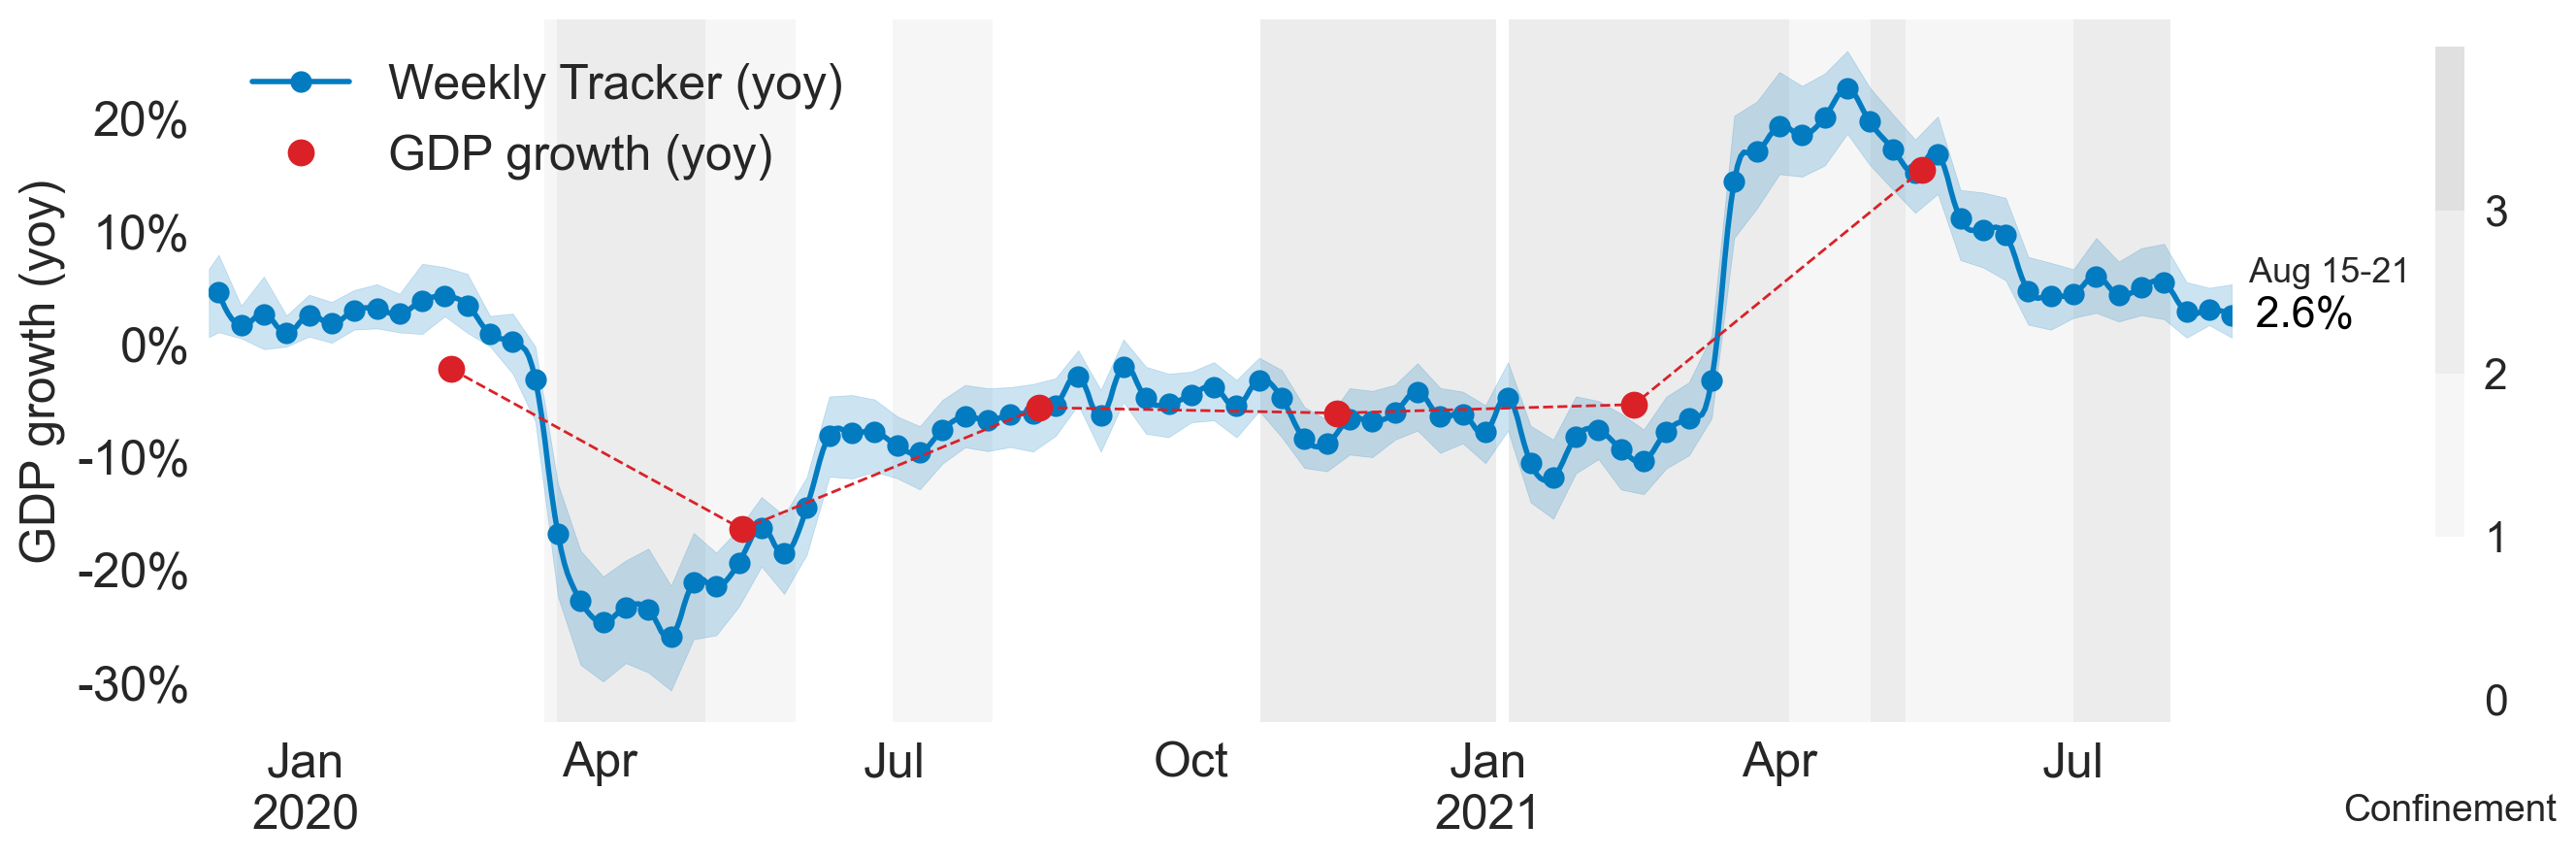 Weekly Tracker (yoy)
GDP growth (yoy)
GDP growth (yoy)
20%
10%
0%
-10%
-20%
-30%
Jan
2020
Apr
Jul
Oct
Jan
2021
Apr
Jul
Aug 15-21
2.6%
3
2
1
0
Confinement